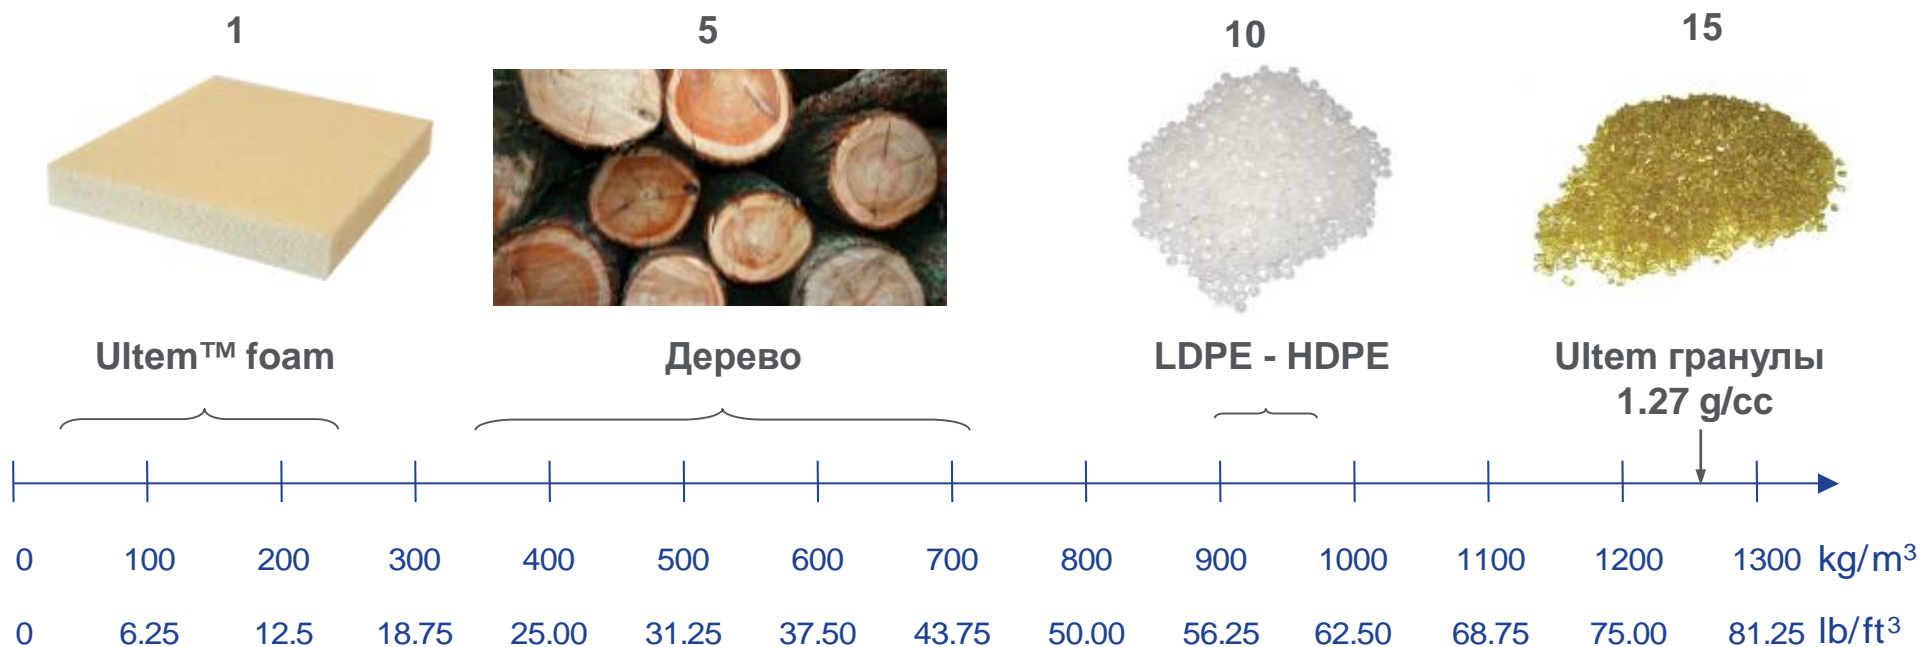 1 5 10 15
Ultem™ foam Дерево LDPE - HDPE Ultem гранулы
1.27 g/cc
0 100 200 300 400 500 600 700 800 900 1000 1100 1200 1300 kg/m³
0 6.25 12.5 18.75 25.00 31.25 37.50 43.75 50.00 56.25 62.50 68.75 75.00 81.25 lb/ft³